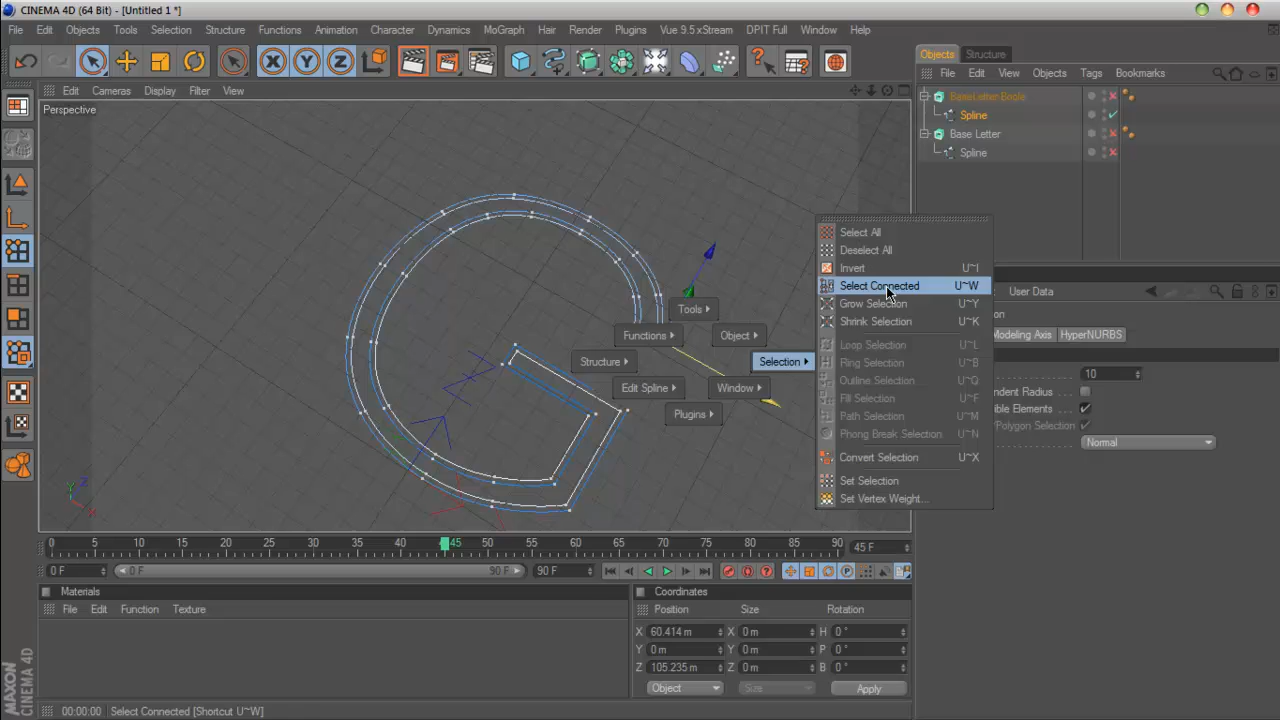 CINEMA 4D (64 Bit) - [Untitled 1 *]
File Edit Objects Tools Selection Structure Functions Animation Character Dynamics MoGraph Hair Render Plugins Vue 9.5 xStream DPIT Full Window Help
Objects Structure
File Edit View Objects Tags Bookmarks
Edit Cameras Display Filter View
Perspective
Base Letter Boole
Spline
Base Letter
Spline
Select All
Deselect All
Invert U~I
Select Connected U~W
Grow Selection U~Y
Shrink Selection U~K
Loop Selection U~L
Ring Selection U~B
Outline Selection U~Q
Fill Selection U~F
Path Selection U~M
Phong Break Selection U~N
Convert Selection U~X
Set Selection
Set Vertex Weight...
Tools
Functions Object
Structure Selection
Edit Spline Window
Plugins
User Data
Modeling Axis HyperNURBS
10
Normal
X Y Z
Z X
0 5 10 15 20 25 30 35 40 45 50 55 60 65 70 75 80 85 90 45 F
0 F 0 F 90 F 90 F
Materials
File Edit Function Texture
Coordinates
Position Size Rotation
X 60.414 m X 0 m H 0 °
Y 0 m Y 0 m P 0 °
Z 105.235 m Z 0 m B 0 °
Object Size Apply
MAXON
CINEMA 4D
00:00:00 Select Connected [Shortcut U~W]